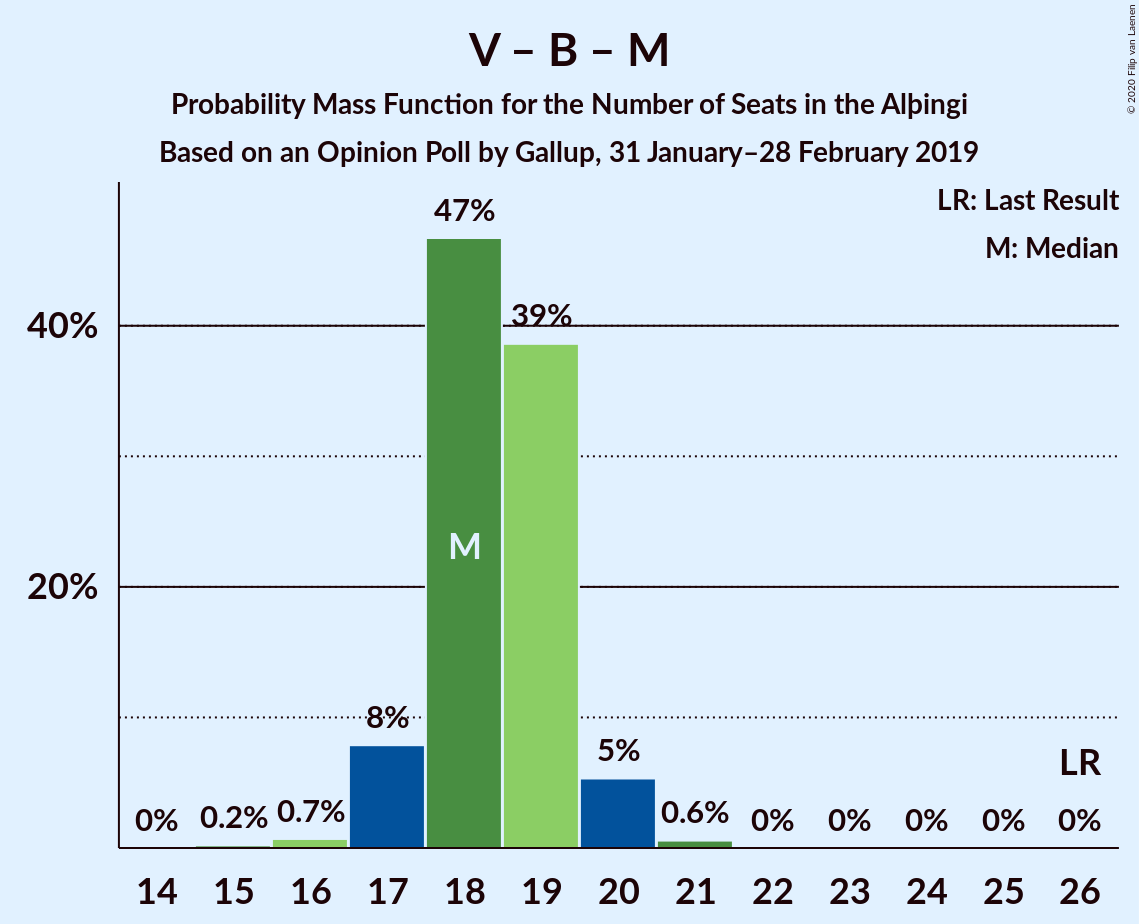 V – B – M
Probability Mass Function for the Number of Seats in the Alþingi
Based on an Opinion Poll by Gallup, 31 January–28 February 2019
© 2020 Filip van Laenen
LR: Last Result
M: Median
47%
39%
40%
M
20%
8%
5%
LR
0% 0.2% 0.7% 0.6% 0% 0% 0% 0% 0%
14 15 16 17 18 19 20 21 22 23 24 25 26